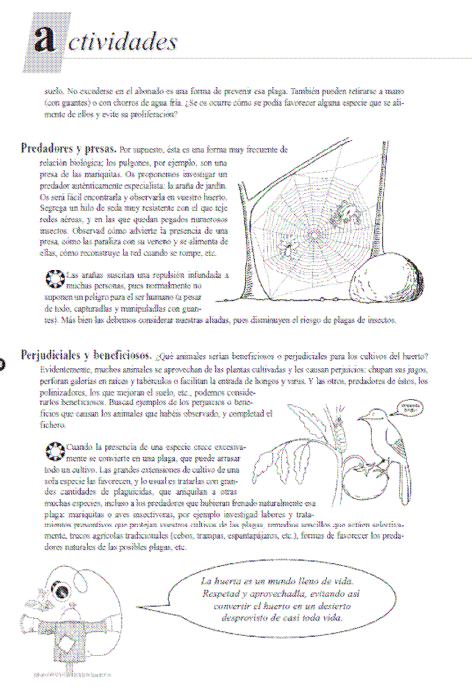 actividades
suelo. No excederse en el abonado es una forma de prevenir esa plaga. También pueden retirarse a mano
(con guantes) o con chorros de agua fría. ¿Se os ocurre cómo se podía favorecer alguna especie que se ali-
mente de ellos y evite su proliferación?
Predadores y presas. Por supuesto, ésta es una forma muy frecuente de
relación biológica; los pulgones, por ejemplo, son una
presa de las mariquitas. Os proponemos investigar un
predador auténticamente especialista: la araña de jardín.
Os será fácil encontrarla y observarla en vuestro huerto.
Segrega un hilo de seda muy resistente con el que teje
redes aéreas, y en las que quedan pegados numerosos
insectos. Observad cómo advierte la presencia de una
presa, cómo las paraliza con su veneno y se alimenta de
ellas, cómo reconstruye la red cuando se rompe, etc.
Las arañas suscitan una repulsión infundada a
muchas personas, pues normalmente no
suponen un peligro para el ser humano (a pesar
de todo, capturadlas y manipuladlas con guan-
tes). Más bien las debemos considerar nuestras aliadas, pues disminuyen el riesgo de plagas de insectos.
Perjudiciales y beneficiosos. ¿Qué animales serían beneficiosos o perjudiciales para los cultivos del huerto?
Evidentemente, muchos animales se aprovechan de las plantas cultivadas y les causan perjuicios: chupan sus jugos,
perforan galerías en raíces y tubérculos o facilitan la entrada de hongos y virus. Y las otros, predadores de éstos, los
polinizadores, los que mejoran el suelo, etc., podemos conside-
rarlos beneficiosos. Buscad ejemplos de los perjuicios o bene-
ficios que causan los animales que habéis observado, y completad el
fichero.
Cuando la presencia de una especie crece excesiva-
mente se convierte en una plaga, que puede arrasar
todo un cultivo. Las grandes extensiones de cultivo de una
sola especie las favorecen, y lo usual es tratarlas con gran-
des cantidades de plaguicidas, que aniquilan a otras
muchas especies, incluso a los predadores que hubieran frenado naturalmente esa
plaga: mariquitas o aves insectívoras, por ejemplo investigad labores y trata-
mientos preventivos que protejan vuestros cultivos de las plagas, remedios sencillos que actúen selectiva-
mente, trucos agrícolas tradicionales (cebos, trampas, espantapájaros, etc.), formas de favorecer los preda-
dores naturales de las posibles plagas, etc.
La huerta es un mundo lleno de vida.
Respetad y aprovechadla, evitando así
convertir el huerto en un desierto
desprovisto de casi toda vida.